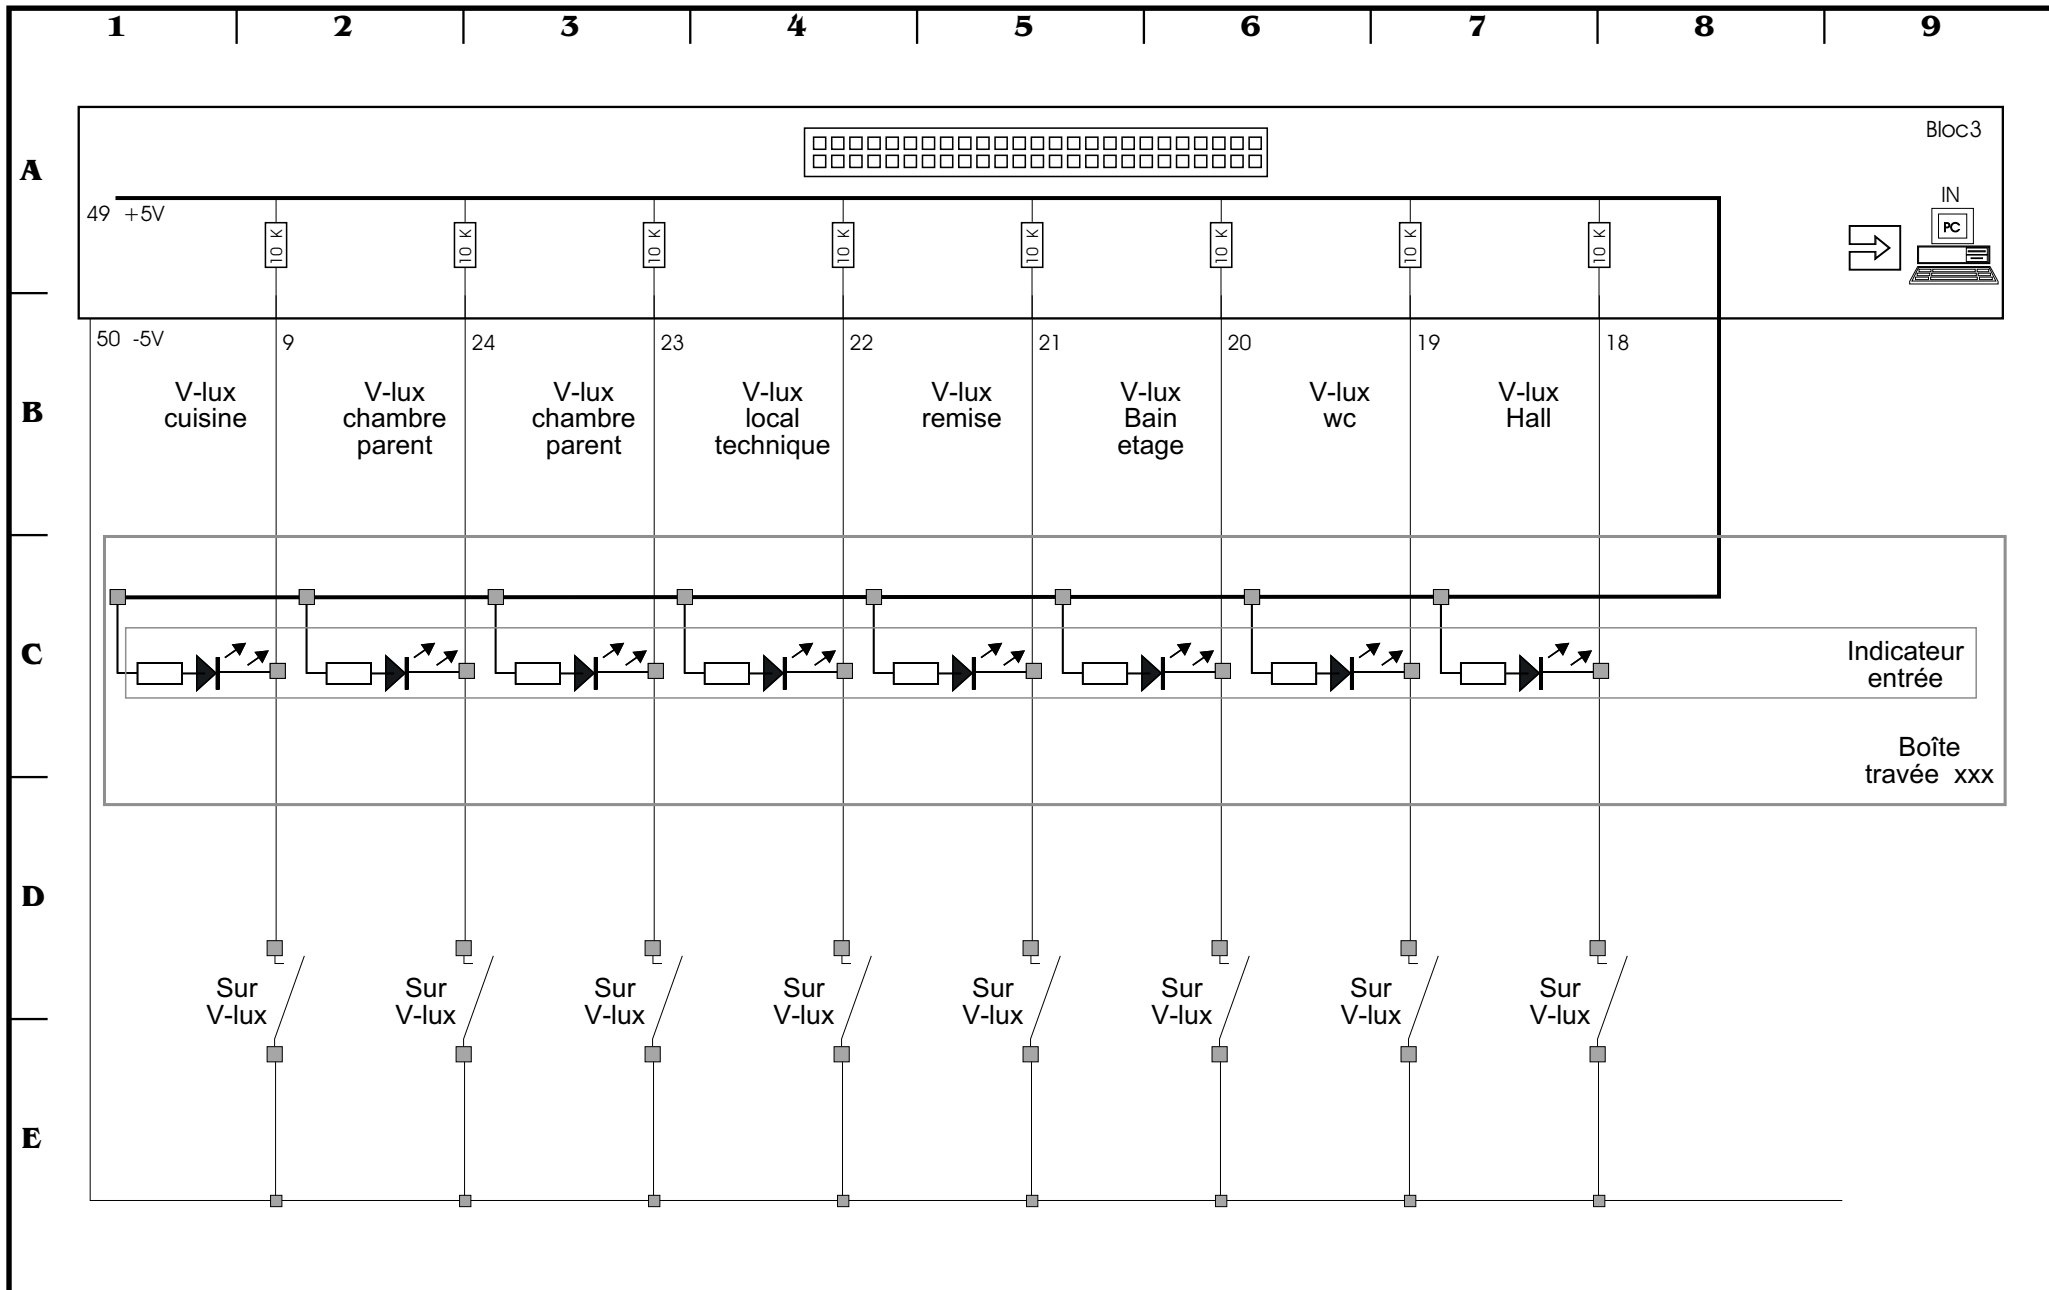 1 2 3 4 5 6 7 8 9
Bloc3
A
IN
PC
49 +5V
10 K 10 K 10 K 10 K 10 K 10 K 10 K 10 K
50 -5V 9 24 23 22 21 20 19 18
B
V-lux
cuisine
V-lux
chambre
parent
V-lux
chambre
parent
V-lux
local
technique
V-lux
remise
V-lux
Bain
etage
V-lux
wc
V-lux
Hall
C
Indicateur
entrée
Boîte
travée xxx
D
Sur
V-lux
Sur
V-lux
Sur
V-lux
Sur
V-lux
Sur
V-lux
Sur
V-lux
Sur
V-lux
Sur
V-lux
E